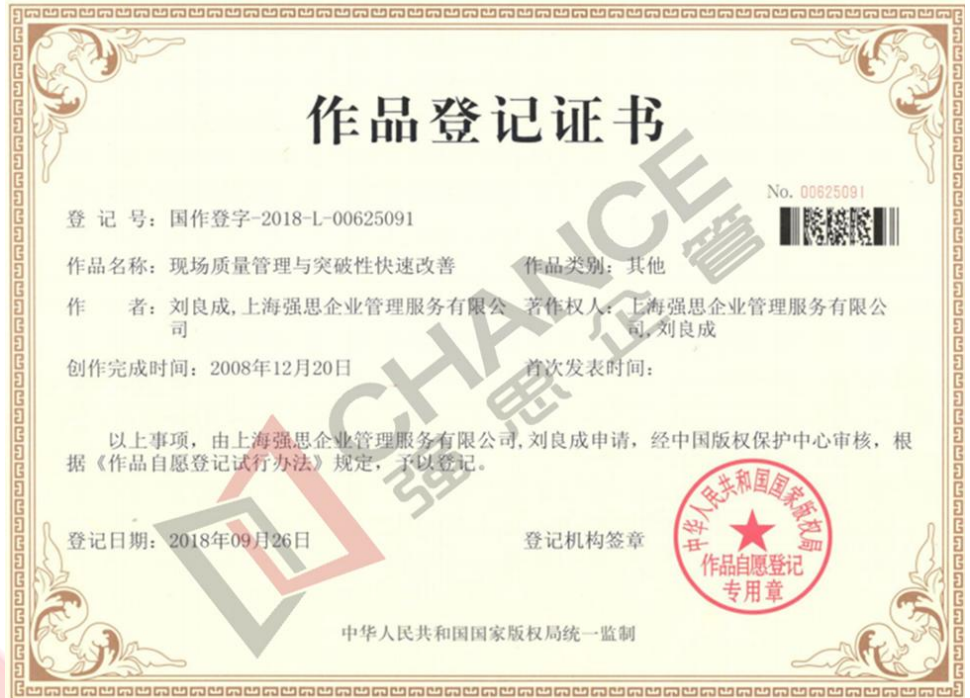 作品登记证书
No. 00625091
登 记 号：国作登字-2018-L-00625091
作品名称：现场质量管理与突破性快速改善
作品类别：其他
作　　者：刘良成,上海强思企业管理服务有限公
司
著作权人：上海强思企业管理服务有限公
司,刘良成
创作完成时间：2008年12月20日
首次发表时间：
以上事项，由上海强思企业管理服务有限公司,刘良成申请，经中国版权保护中心审核，根
据《作品自愿登记试行办法》规定，予以登记.
登记日期：2018年09月26日
登记机构签章
中华人民共和国国家版权局
作品自愿登记
专用章
中华人民共和国国家版权局统一监制
CHANCE
强思企管